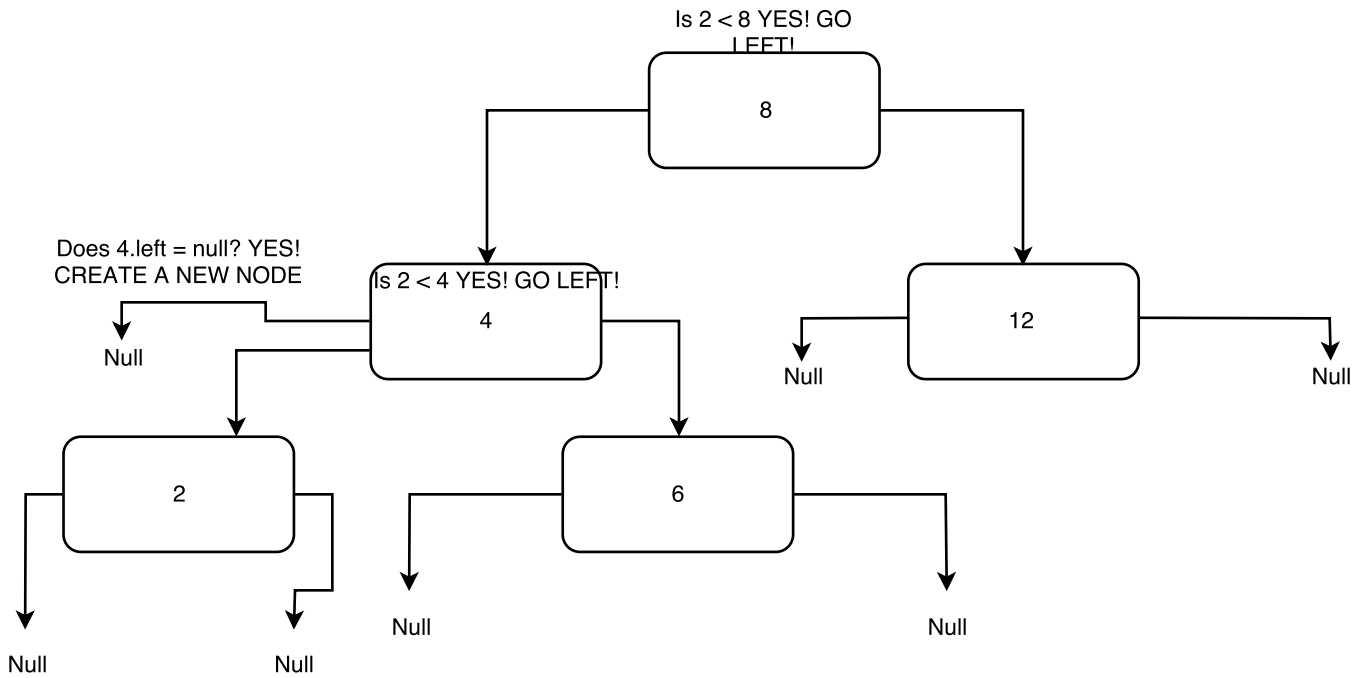 Is 2 < 8 YES! GO
LEFT!
8
Does 4.left = null? YES!
CREATE A NEW NODE
Is 2 < 4 YES! GO LEFT!
4
12
Null
Null
Null
2
6
Null
Null
Null
Null